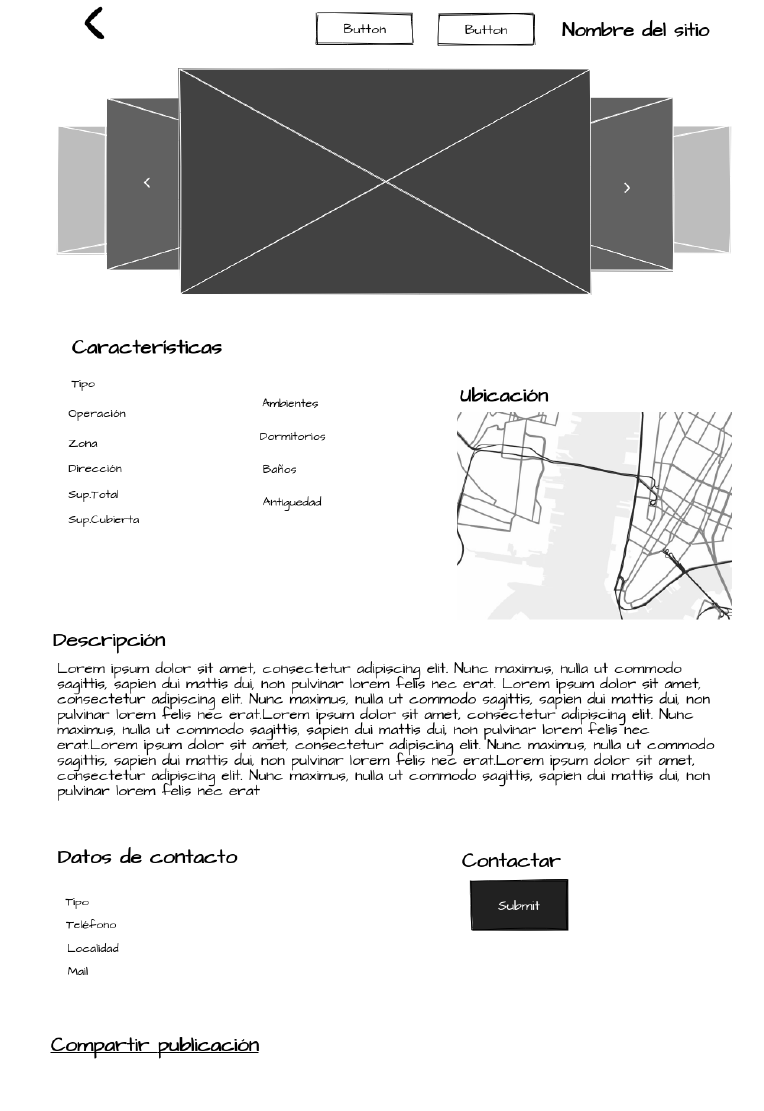 Button
Button
Nombre del sitio
Características
Tipo
Operación
Zona
Dirección
Sup.Total
Sup.Cubierta
Ambientes
Dormitorios
Baños
Antiguedad
Ubicación
Descripción
Lorem ipsum dolor sit amet, consectetur adipiscing elit. Nunc maximus, nulla ut commodo
sagittis, sapien dui mattis dui, non pulvinar lorem felis nec erat. Lorem ipsum dolor sit amet,
consectetur adipiscing elit. Nunc maximus, nulla ut commodo sagittis, sapien dui mattis dui, non
pulvinar lorem felis nec erat.Lorem ipsum dolor sit amet, consectetur adipiscing elit. Nunc
maximus, nulla ut commodo sagittis, sapien dui mattis dui, non pulvinar lorem felis nec
erat.Lorem ipsum dolor sit amet, consectetur adipiscing elit. Nunc maximus, nulla ut commodo
sagittis, sapien dui mattis dui, non pulvinar lorem felis nec erat.Lorem ipsum dolor sit amet,
consectetur adipiscing elit. Nunc maximus, nulla ut commodo sagittis, sapien dui mattis dui, non
pulvinar lorem felis nec erat
Datos de contacto
Tipo
Teléfono
Localidad
Mail
Contactar
Submit
Compartir publicación